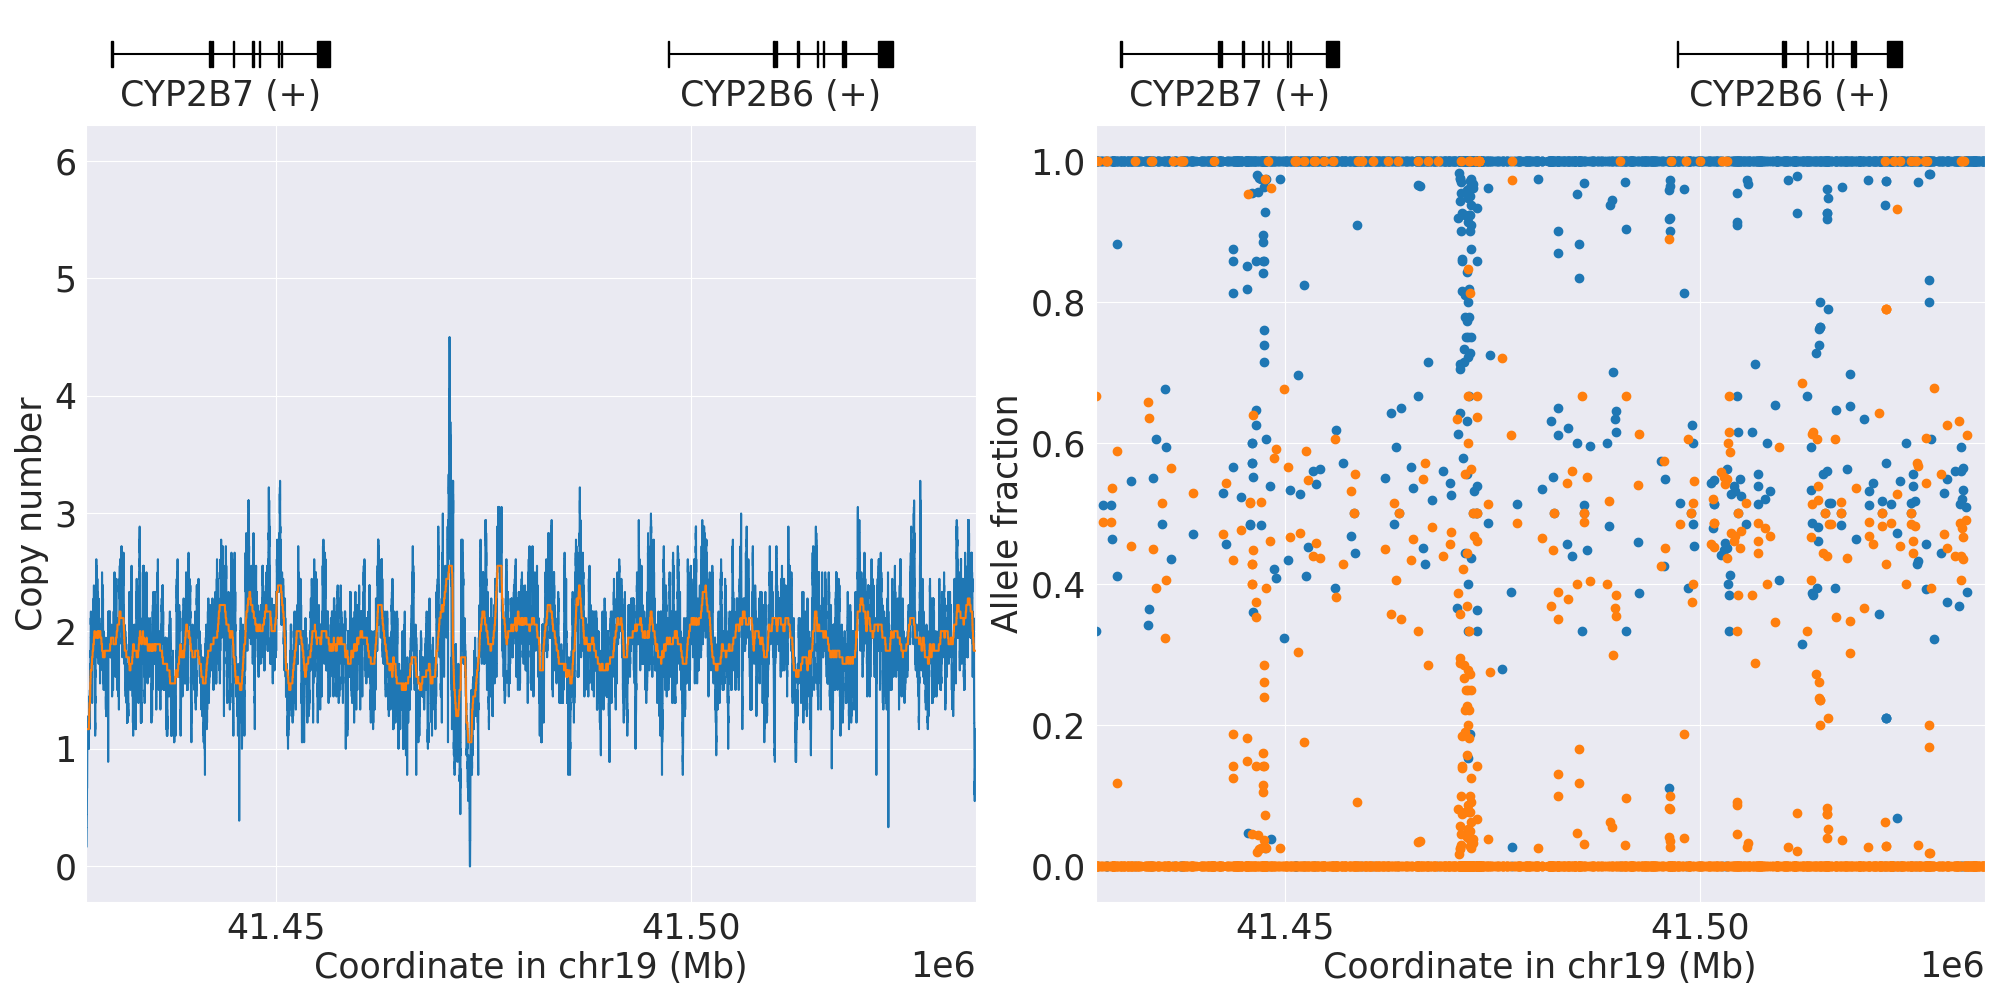 CYP2B7 (+)
CYP2B6 (+)
6
5
4
3
2
1
0
Copy number
41.45
41.50
Coordinate in chr19 (Mb)
1e6
CYP2B7 (+)
CYP2B6 (+)
1.0
0.8
0.6
0.4
0.2
0.0
Allele fraction
41.45
41.50
Coordinate in chr19 (Mb)
1e6